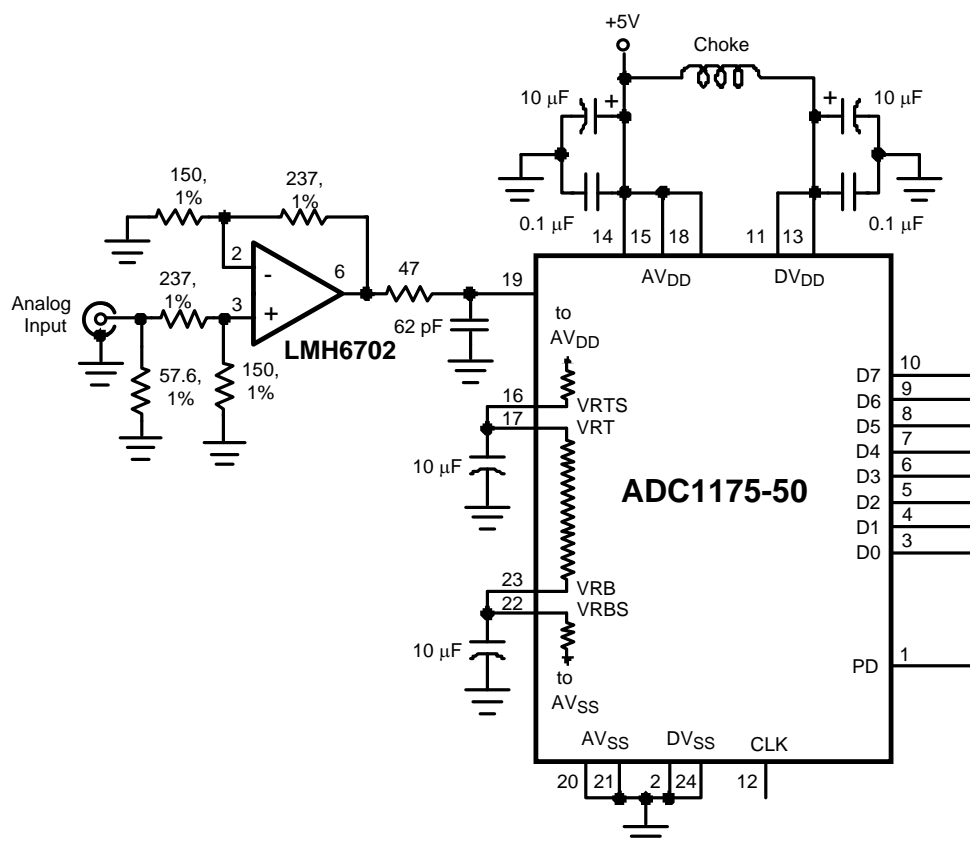 +5V
Choke
10 μF
+
+
10 μF
0.1 μF
0.1 μF
14
15
18
11
13
AVDD
DVDD
150,
1%
237,
1%
2
-
6
47
19
Analog
Input
237,
1%
3
+
LMH6702
62 pF
57.6,
1%
150,
1%
to
AVDD
16
VRTS
17
VRT
10 μF
ADC1175-50
D7
10
D6
9
D5
8
D4
7
D3
6
D2
5
D1
4
D0
3
23
VRB
22
VRBS
10 μF
to
AVSS
PD
1
AVSS
DVSS
CLK
20
21
2
24
12